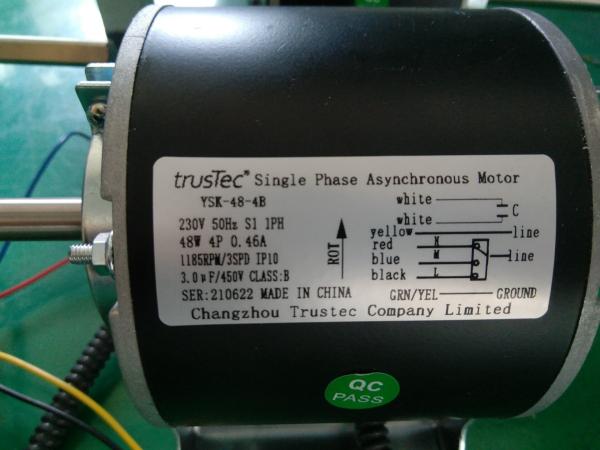 trusTec® Single Phase Asynchronous Motor
YSK-48-4B
230V 50Hz S1 1PH
48W 4P 0.46A
1185RPM/3SPD IP10
3.0μF/450V CLASS:B
SER:210622 MADE IN CHINA
ROT
white
C
white
yellow line
red H
blue M line
black L
GRN/YEL GROUND
Changzhou Trustec Company Limited
QC
PASS